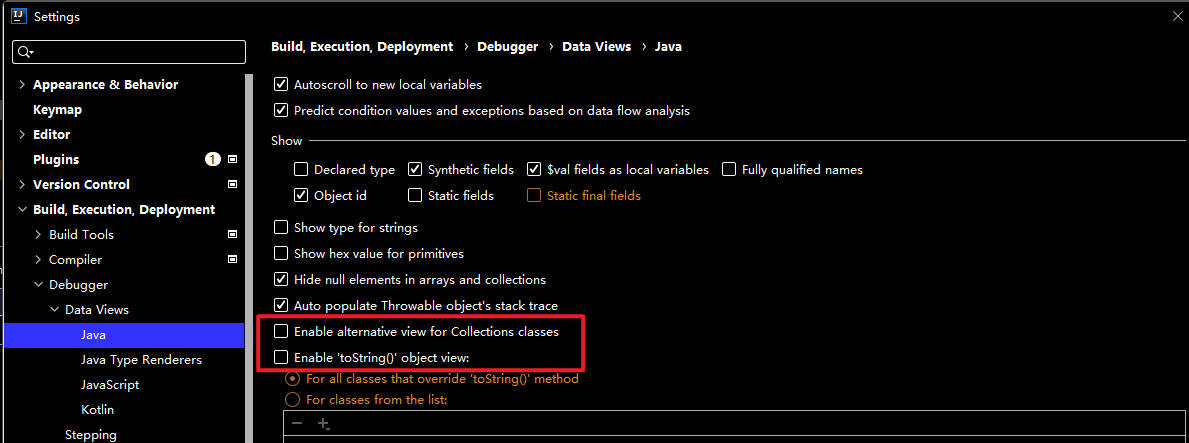 IJ Settings
Build, Execution, Deployment › Debugger › Data Views › Java
Appearance & Behavior
Keymap
Editor
Plugins 1
Version Control
Build, Execution, Deployment
Build Tools
Compiler
Debugger
Data Views
Java
Java Type Renderers
JavaScript
Kotlin
Stepping
Autoscroll to new local variables
Predict condition values and exceptions based on data flow analysis
Show
Declared type Synthetic fields $val fields as local variables Fully qualified names
Object id Static fields Static final fields
Show type for strings
Show hex value for primitives
Hide null elements in arrays and collections
Auto populate Throwable object's stack trace
Enable alternative view for Collections classes
Enable 'toString()' object view:
For all classes that override 'toString()' method
For classes from the list: